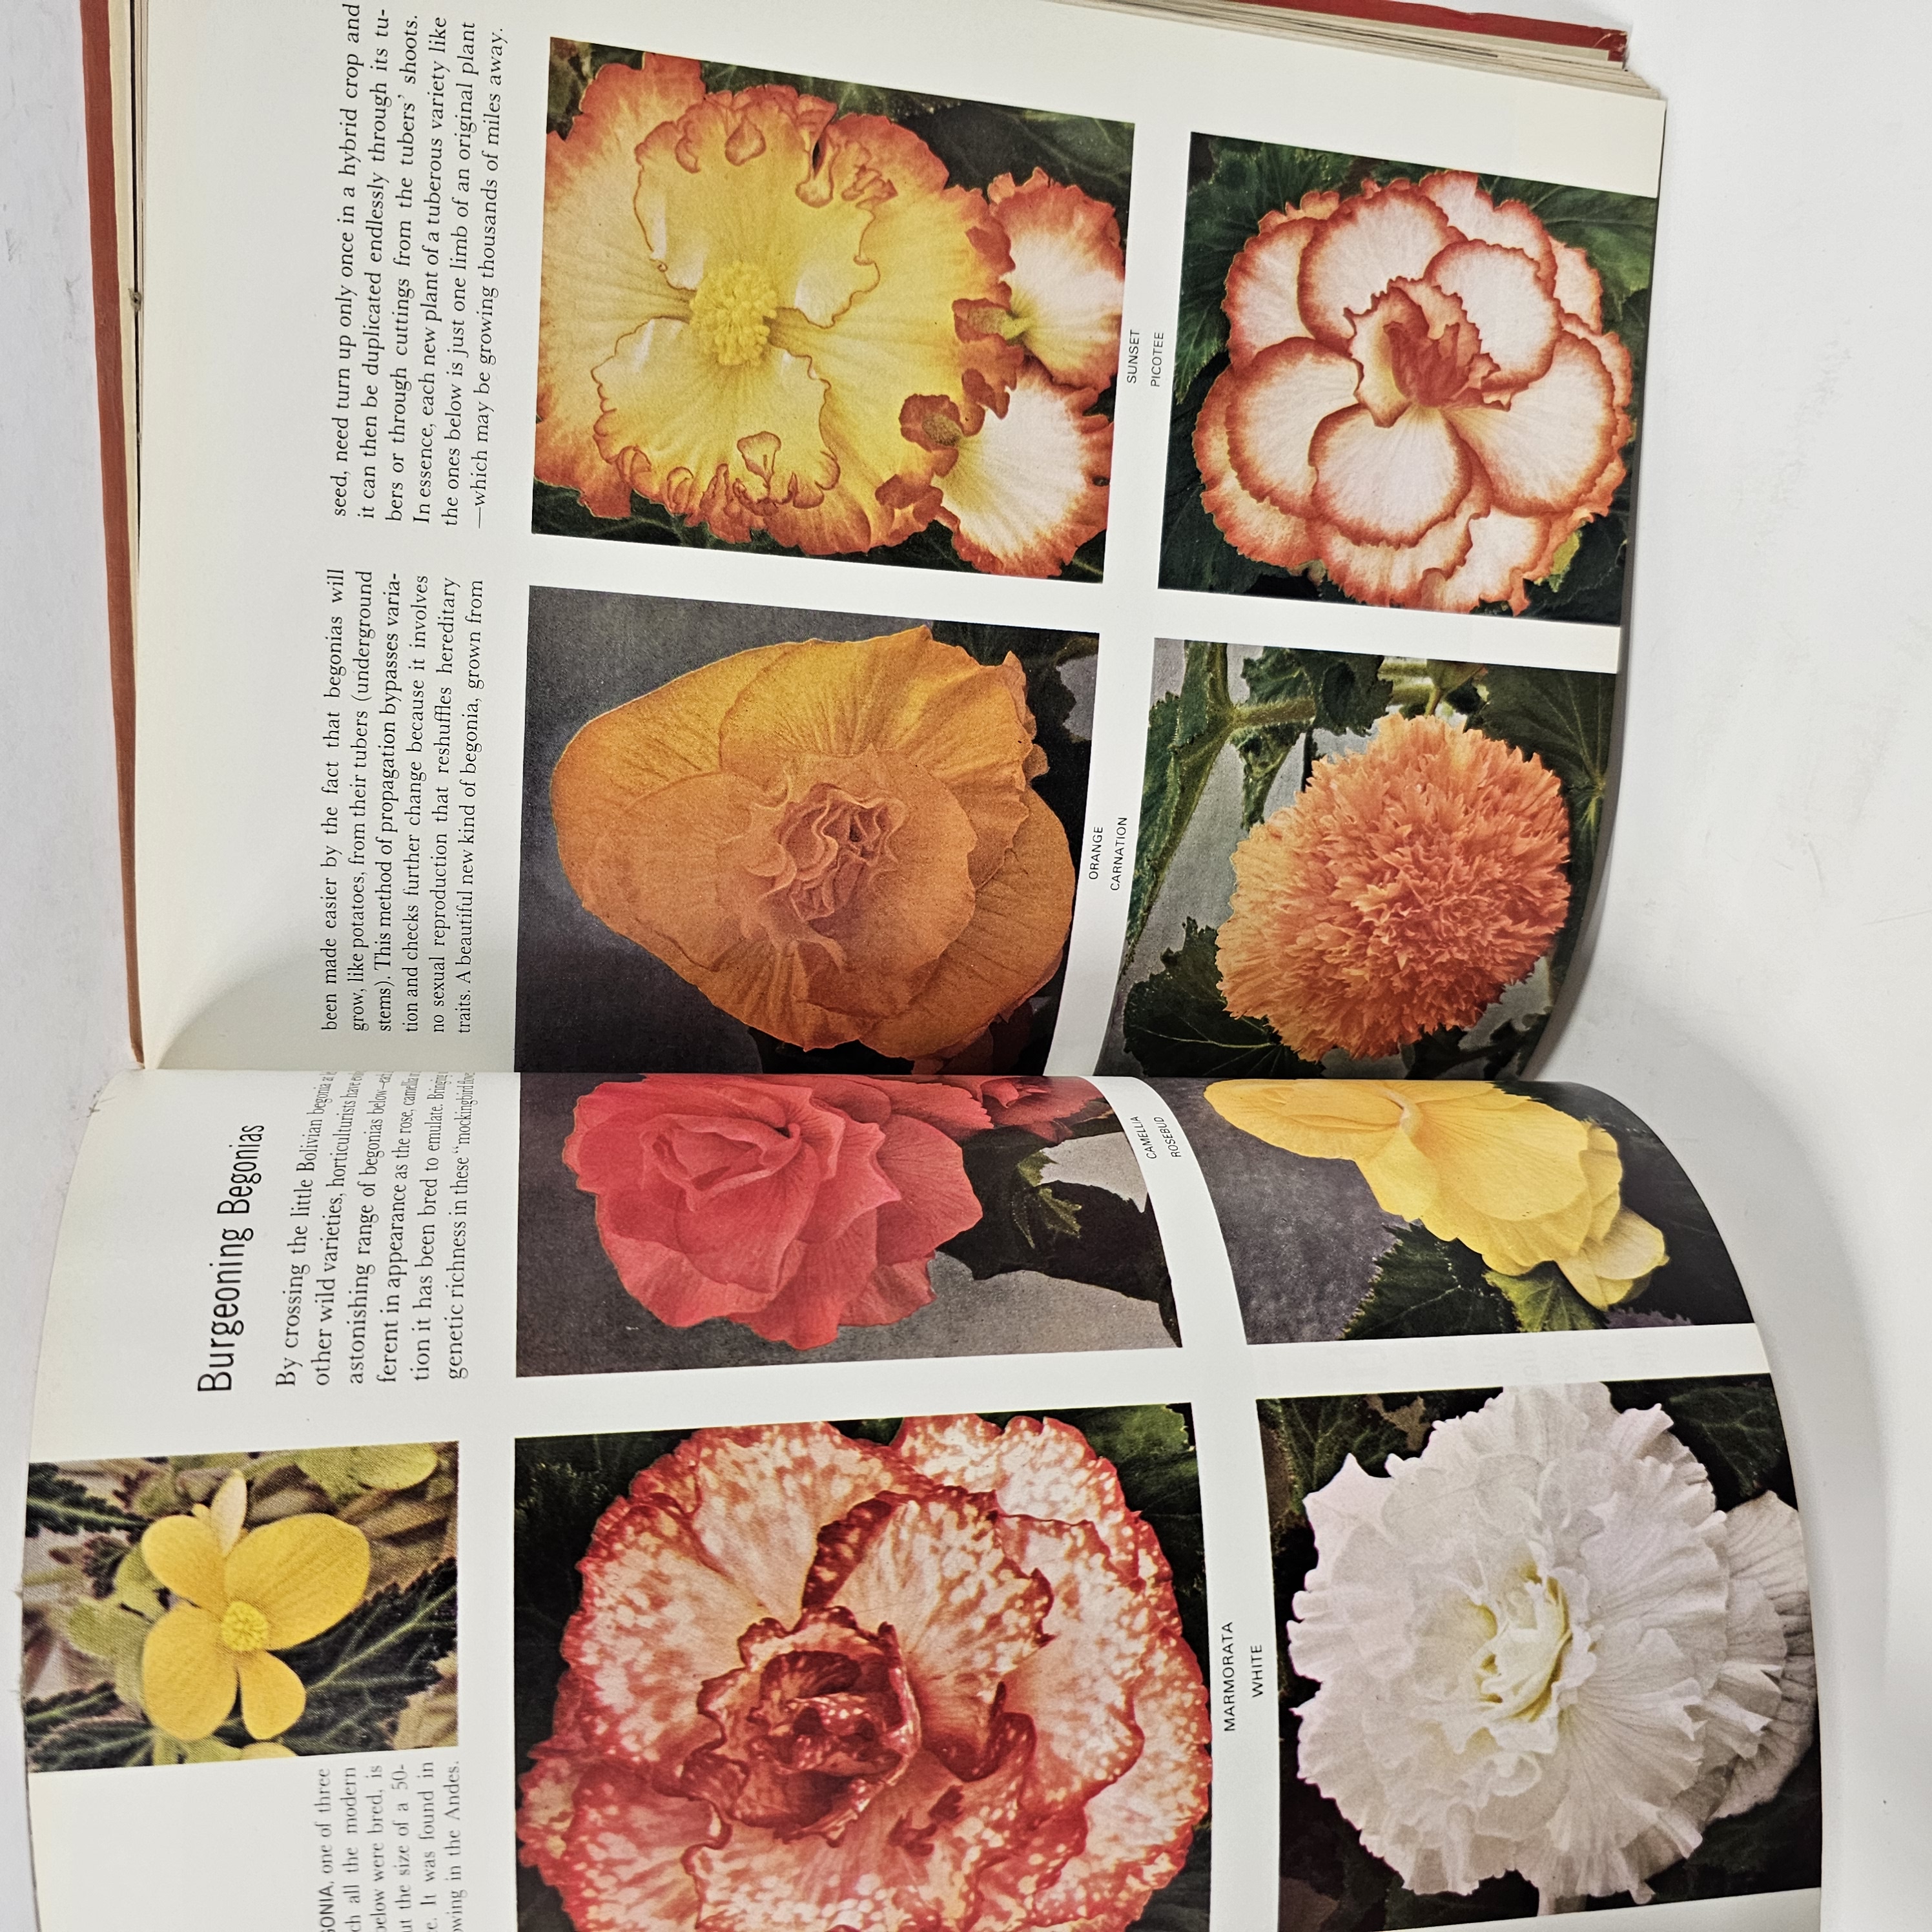 GONIA, one of three
ch all the modern
below were bred, is
ut the size of a 50-
e. It was found in
owing in the Andes.
Burgeoning Begonias
By crossing the little Bolivian begonia
other wild varieties, horticulturists have
astonishing range of begonias below—
ferent in appearance as the rose, camellia
tion it has been bred to emulate. Bringing
genetic richness in these “mockingbird
been made easier by the fact that begonias will
grow, like potatoes, from their tubers (underground
stems). This method of propagation bypasses varia-
tion and checks further change because it involves
no sexual reproduction that reshuffles hereditary
traits. A beautiful new kind of begonia, grown from
seed, need turn up only once in a hybrid crop and
it can then be duplicated endlessly through its tu-
bers or through cuttings from the tubers’ shoots.
In essence, each new plant of a tuberous variety like
the ones below is just one limb of an original plant
—which may be growing thousands of miles away.
MARMORATA
WHITE
CAMELLIA
ROSEBUD
ORANGE
CARNATION
SUNSET
PICOTEE